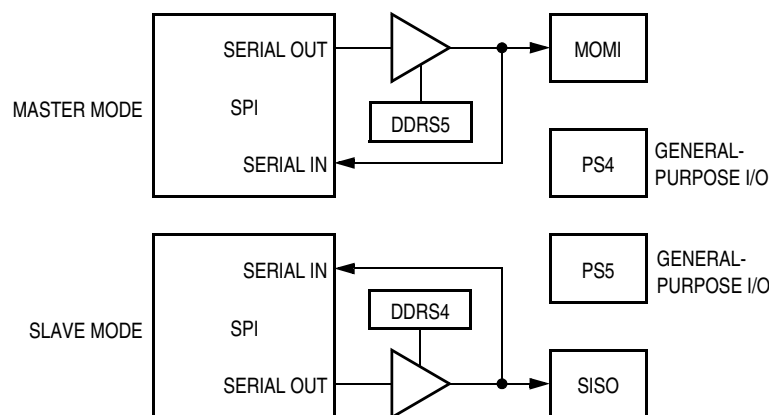 SERIAL OUT
MOMI
MASTER MODE
SPI
DDRS5
SERIAL IN
PS4
GENERAL-
PURPOSE I/O
SERIAL IN
PS5
GENERAL-
PURPOSE I/O
DDRS4
SLAVE MODE
SPI
SERIAL OUT
SISO